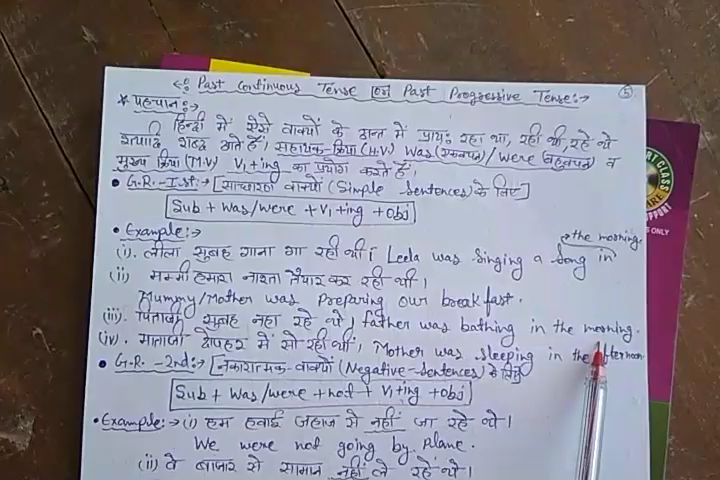 Past Continuous Tense or Past Progressive Tense:→ 5
* पहचान:→
हिन्दी में ऐसे वाक्यों के अन्त में प्रायः रहा था, रही थी, रहे थे
इत्यादि शब्द आते हैं। सहायक-क्रिया (H.V) Was (एकवचन)/Were (बहुवचन) व
मुख्य क्रिया (M.V) V₁+ing का प्रयोग करते हैं।
• G.R.-Ist:→ [साधारण वाक्यों (Simple Sentences) के लिए]
Sub + was/were + V₁+ing + obj
• Example:→
the morning.
(i). लीला सुबह गाना गा रही थी। Leela was singing a song in
(ii) मम्मी हमारा नाश्ता तैयार कर रही थी।
Mummy/Mother was preparing our breakfast.
(iii). पिताजी सुबह नहा रहे थे। father was bathing in the morning.
(iv). माताजी दोपहर में सो रही थीं। Mother was sleeping in the afternoon
• G.R.-2nd:→ [नकारात्मक-वाक्यों (Negative-sentences) के लिए
Sub + was/were + not + V₁+ing + obj
• Example:→ (i) हम हवाई जहाज से नहीं जा रहे थे।
We were not going by Plane.
(ii) वे बाजार से सामान नहीं ले रहे थे।
ONLY